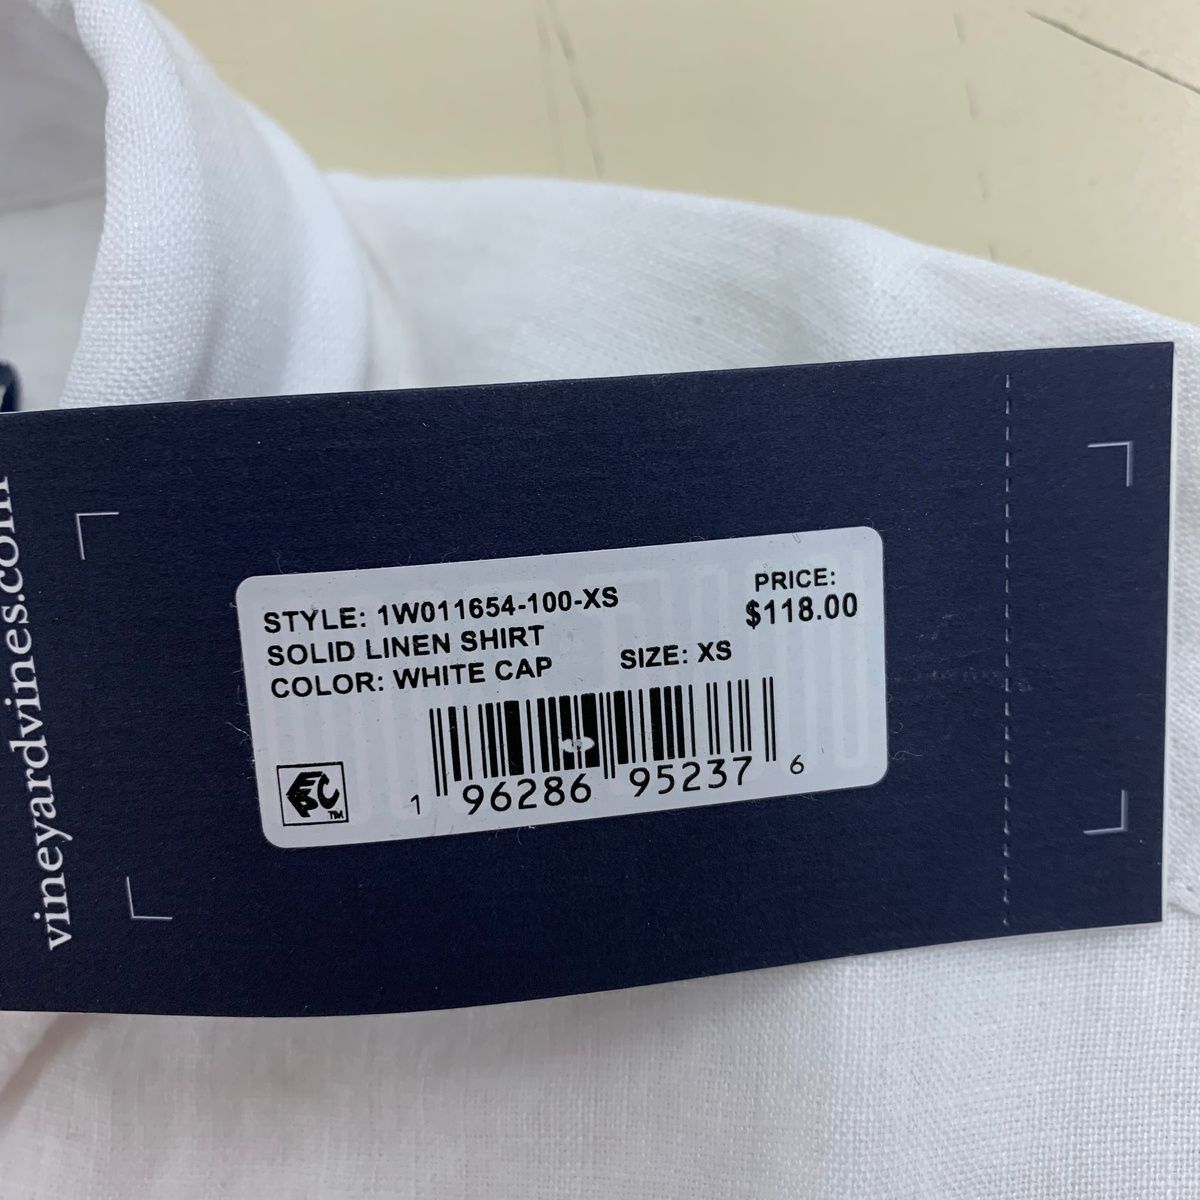 vineyardvines.com
STYLE: 1W011654-100-XS
SOLID LINEN SHIRT
COLOR: WHITE CAP
SIZE: XS
PRICE:
$118.00
1 96286 95237 6
TM